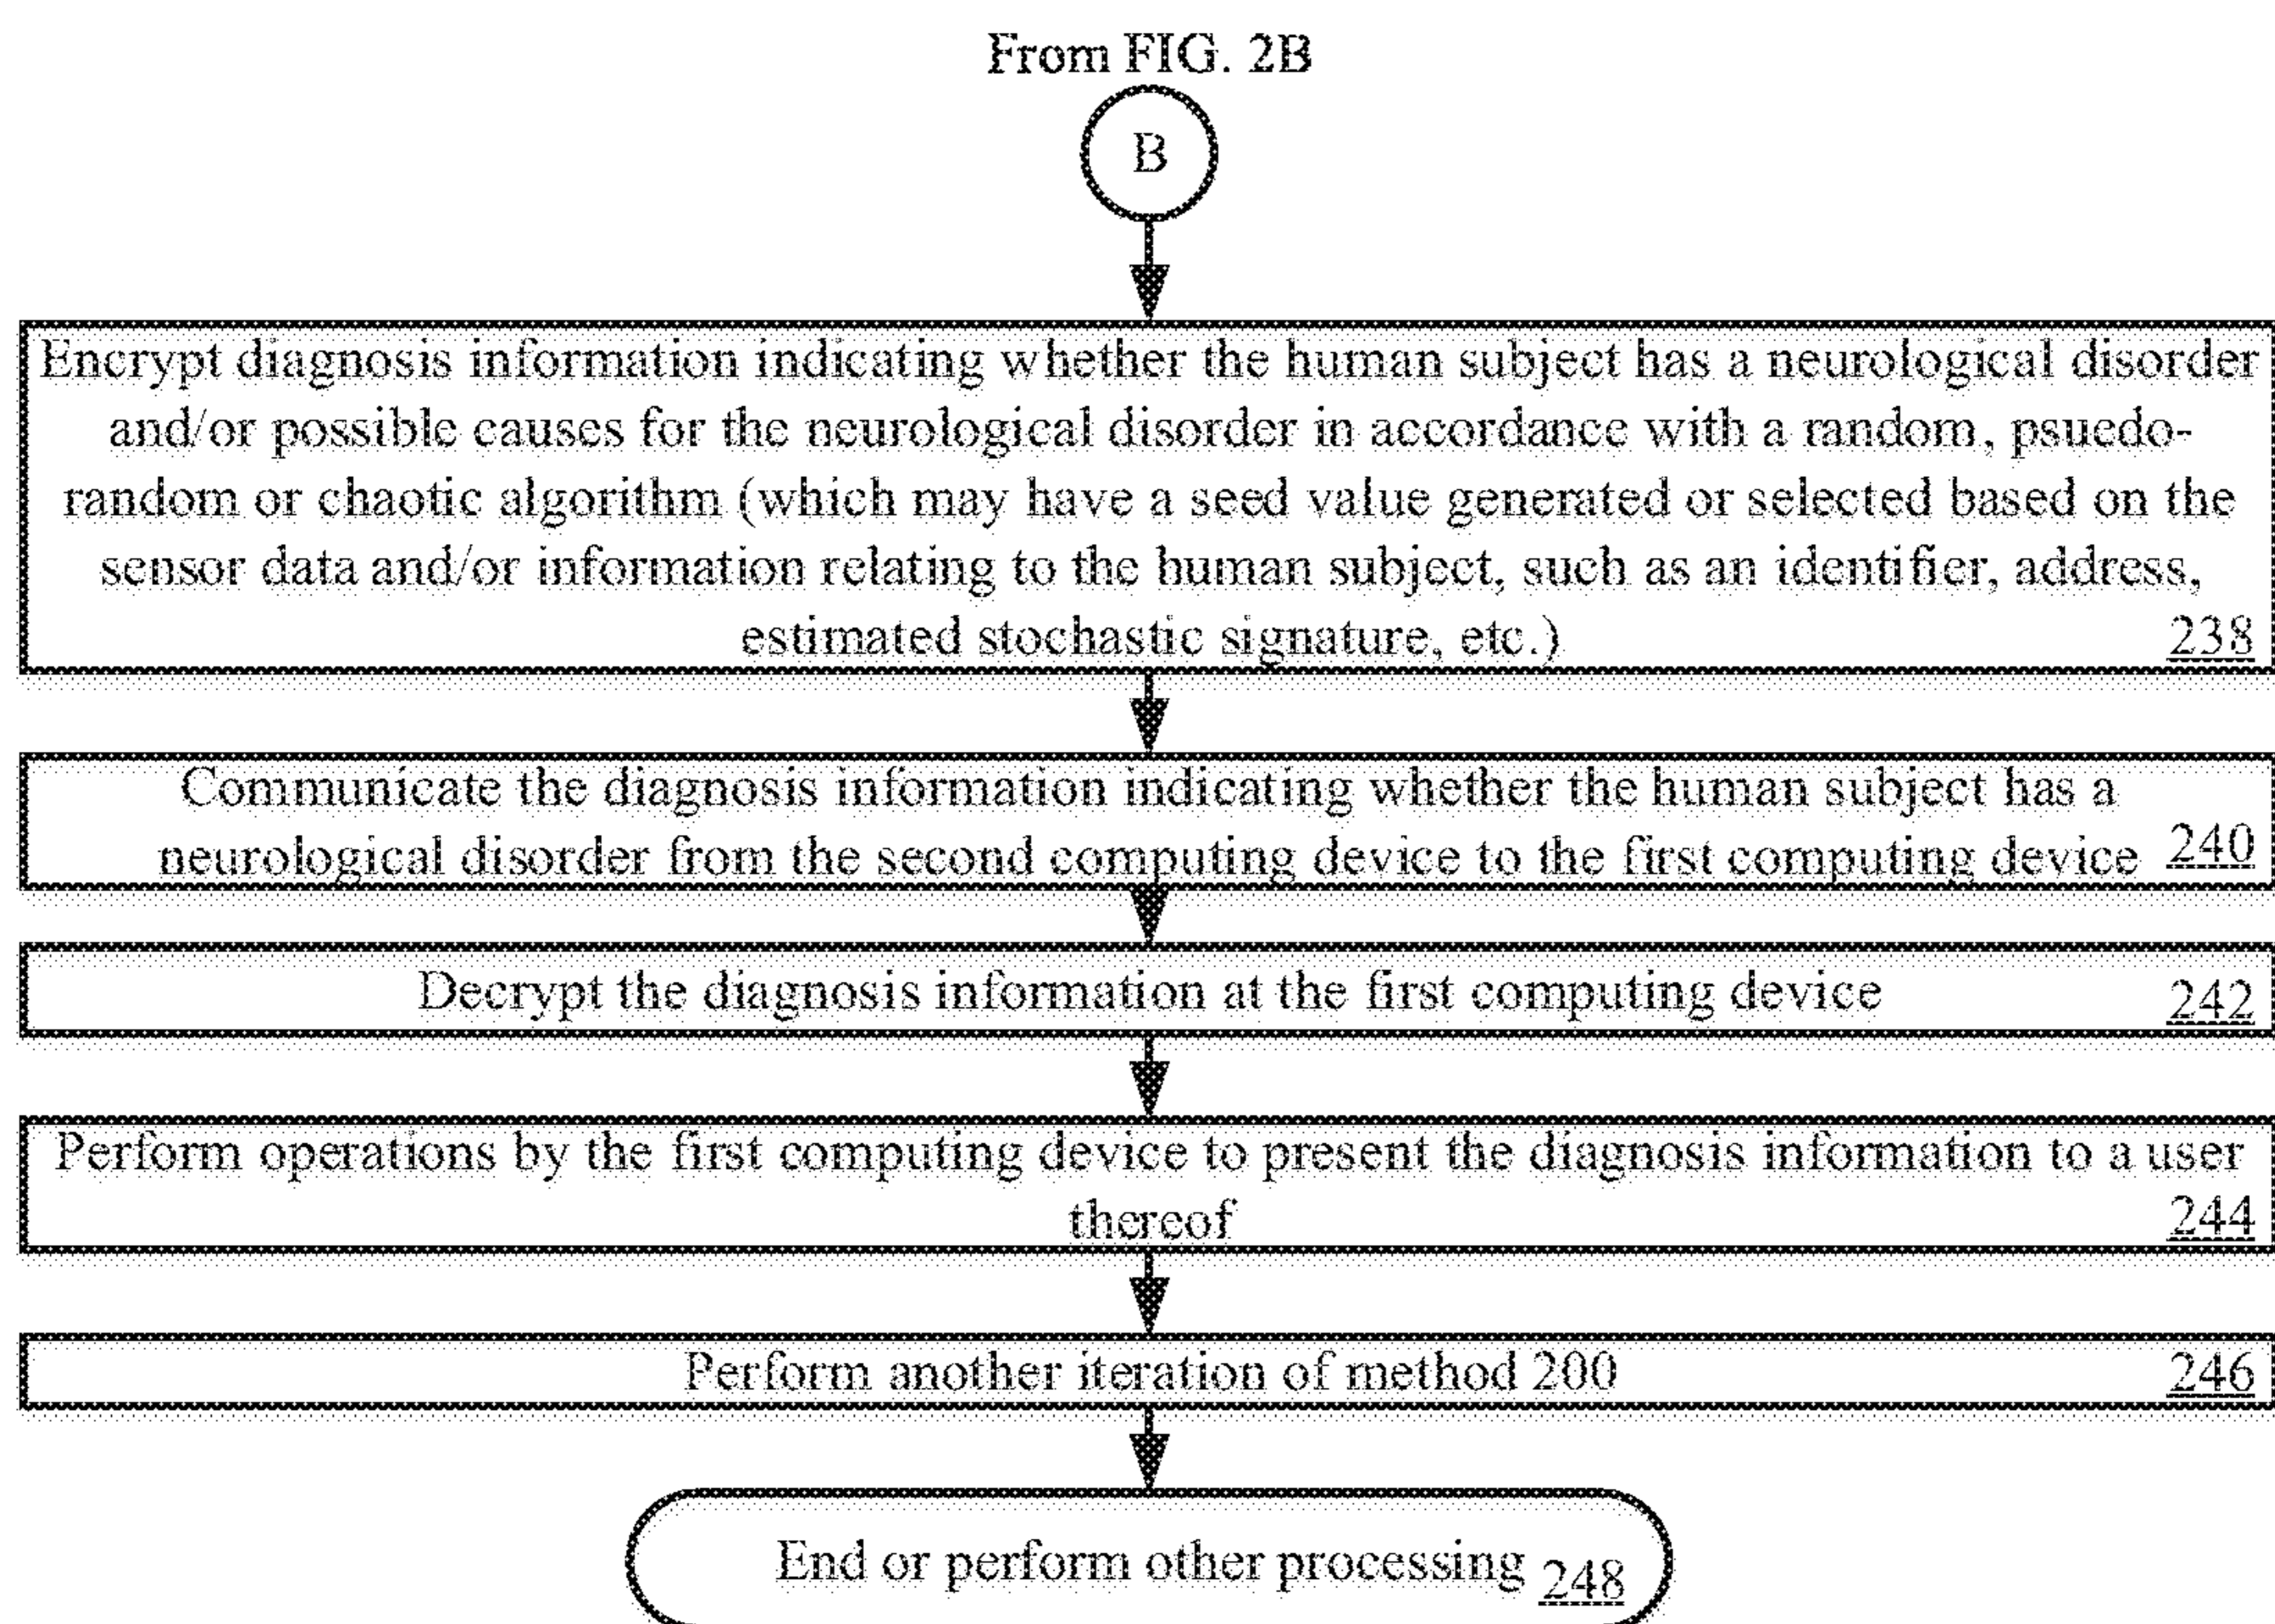 From FIG. 2B
B
Encrypt diagnosis information indicating whether the human subject has a neurological disorder
and/or possible causes for the neurological disorder in accordance with a random, psuedo-
random or chaotic algorithm (which may have a seed value generated or selected based on the
sensor data and/or information relating to the human subject, such as an identifier, address,
estimated stochastic signature, etc.) 238
Communicate the diagnosis information indicating whether the human subject has a
neurological disorder from the second computing device to the first computing device 240
Decrypt the diagnosis information at the first computing device 242
Perform operations by the first computing device to present the diagnosis information to a user
thereof 244
Perform another iteration of method 200 246
End or perform other processing 248